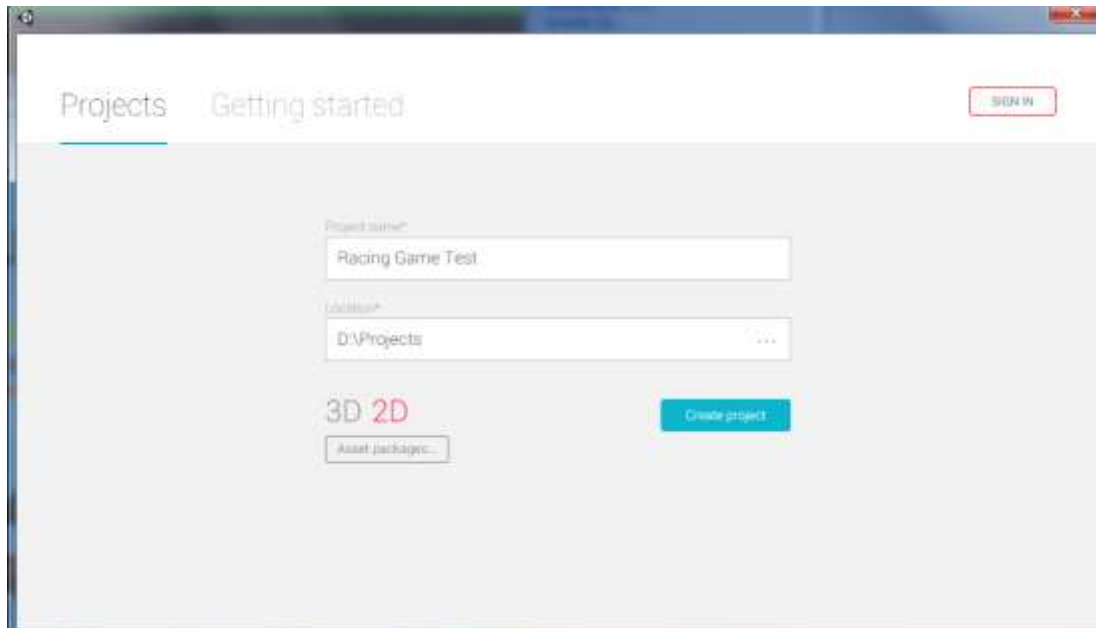 Projects Getting started
SIGN IN
Project name*
Racing Game Test
Location*
D:\Projects
...
3D 2D
Create project
Asset packages...